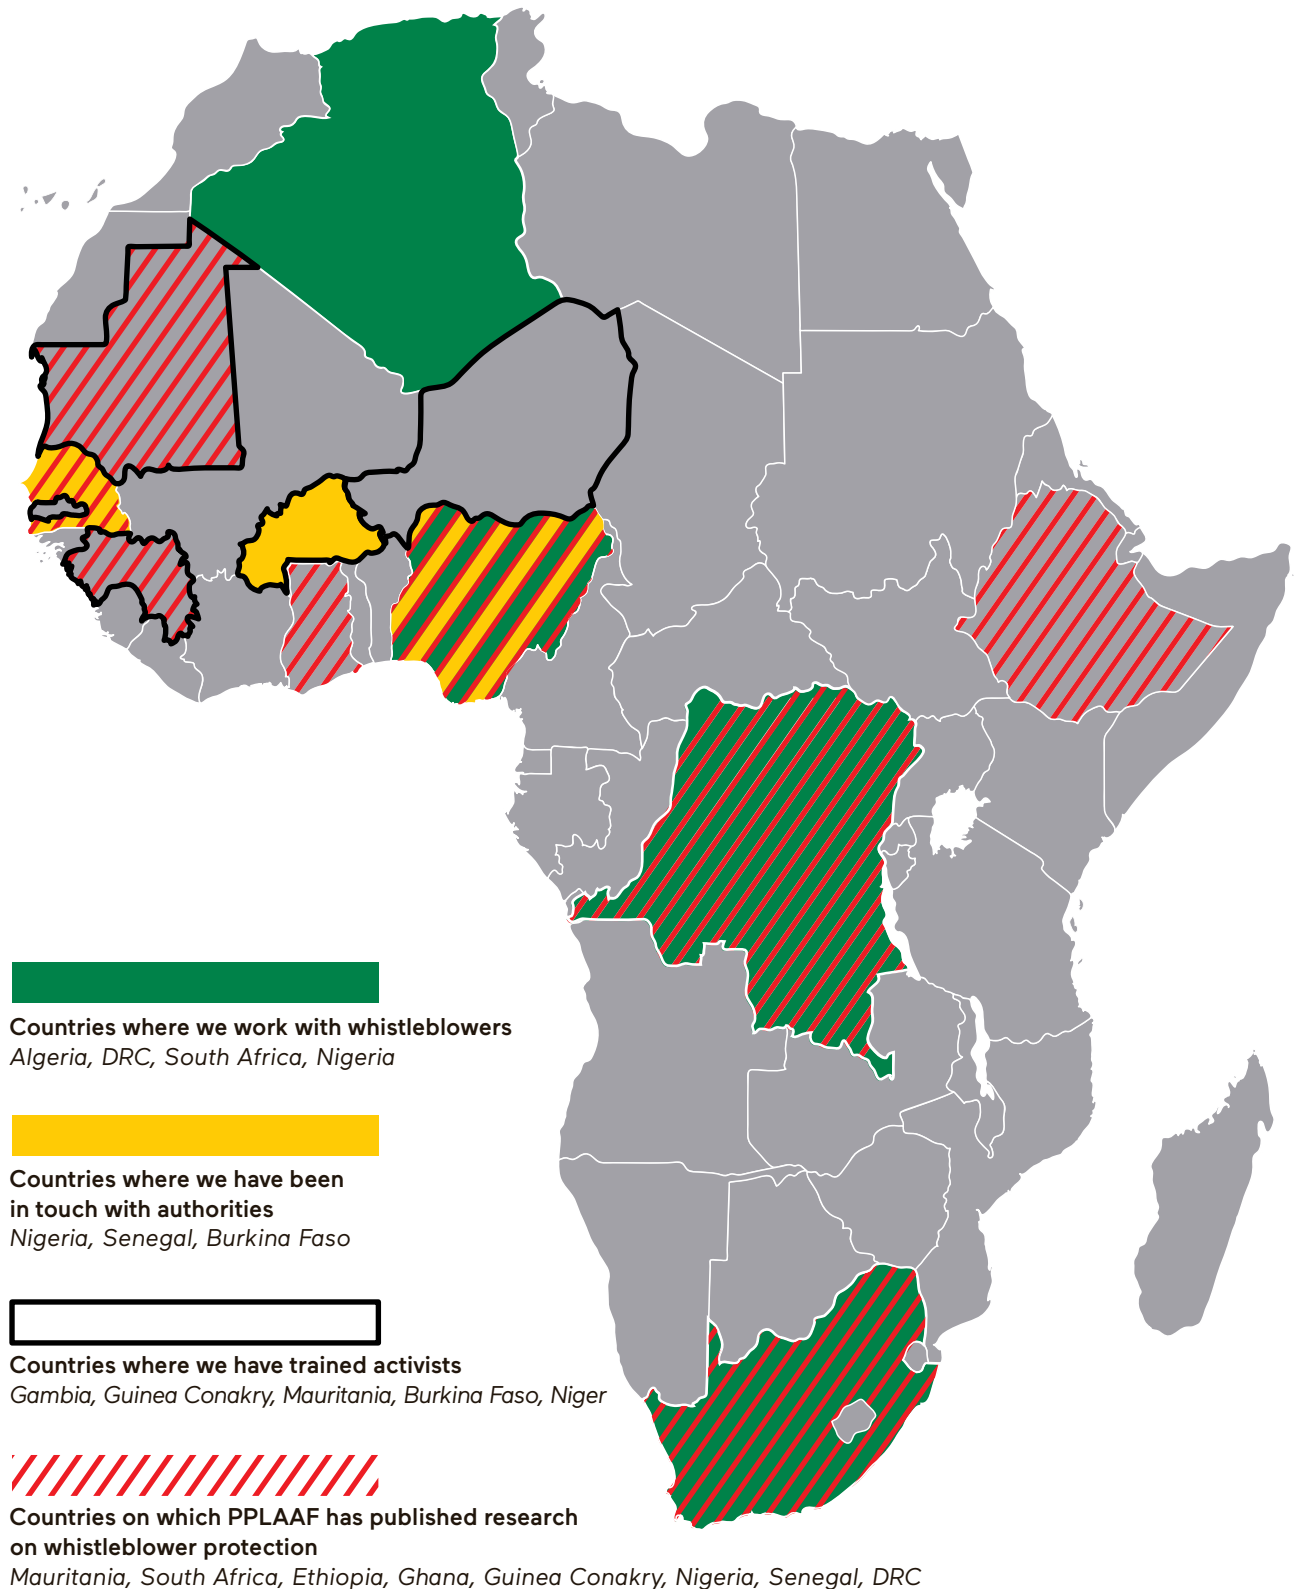 Countries where we work with whistleblowers
Algeria, DRC, South Africa, Nigeria
Countries where we have been
in touch with authorities
Nigeria, Senegal, Burkina Faso
Countries where we have trained activists
Gambia, Guinea Conakry, Mauritania, Burkina Faso, Niger
Countries on which PPLAAF has published research
on whistleblower protection
Mauritania, South Africa, Ethiopia, Ghana, Guinea Conakry, Nigeria, Senegal, DRC